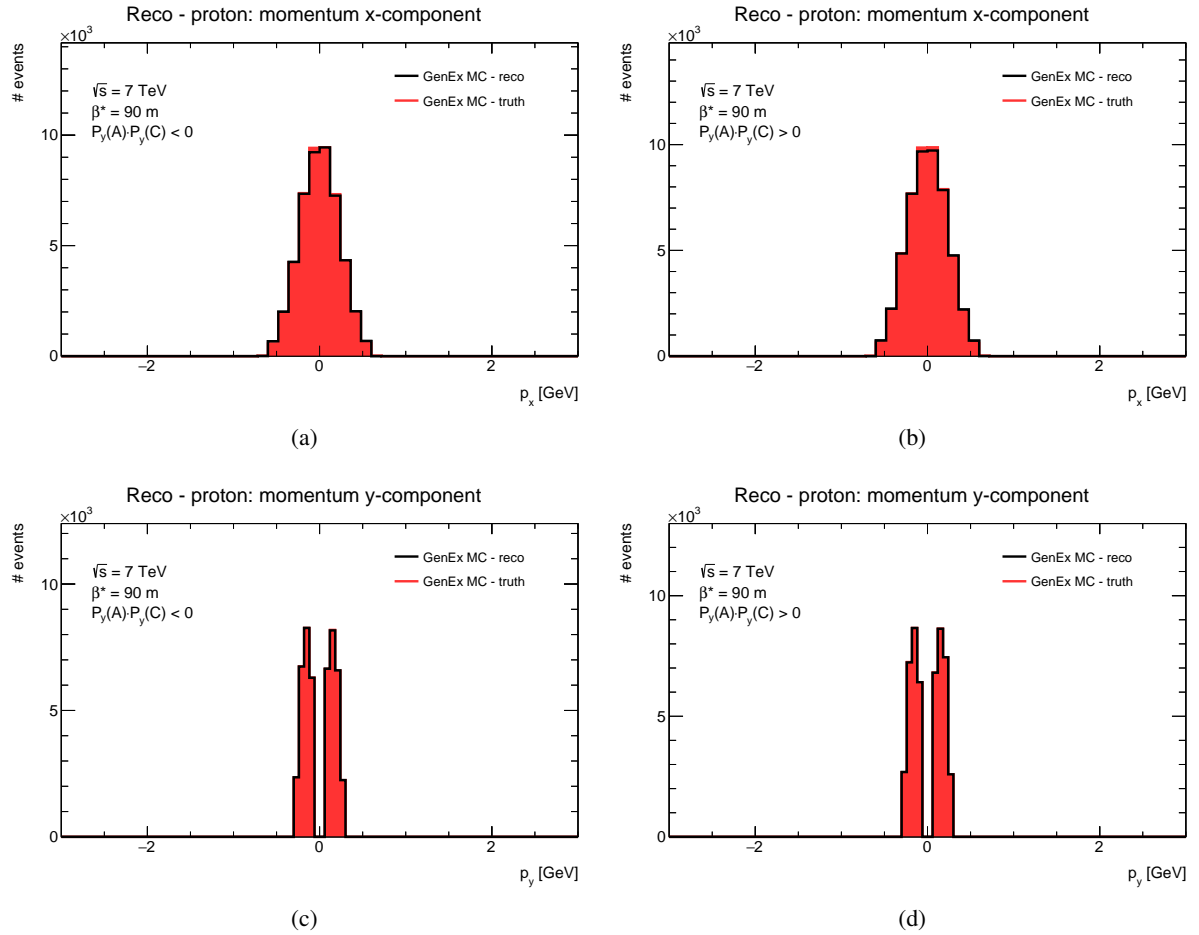 Reco - proton: momentum x-component
×10³
# events
√s = 7 TeV
β* = 90 m
P_y(A)·P_y(C) < 0
GenEx MC - reco
GenEx MC - truth
10
5
0
−2 0 2
p_x [GeV]
(a)
Reco - proton: momentum x-component
×10³
# events
√s = 7 TeV
β* = 90 m
P_y(A)·P_y(C) > 0
GenEx MC - reco
GenEx MC - truth
10
5
0
−2 0 2
p_x [GeV]
(b)
Reco - proton: momentum y-component
×10³
# events
√s = 7 TeV
β* = 90 m
P_y(A)·P_y(C) < 0
GenEx MC - reco
GenEx MC - truth
10
5
0
−2 0 2
p_y [GeV]
(c)
Reco - proton: momentum y-component
×10³
# events
√s = 7 TeV
β* = 90 m
P_y(A)·P_y(C) > 0
GenEx MC - reco
GenEx MC - truth
10
5
0
−2 0 2
p_y [GeV]
(d)